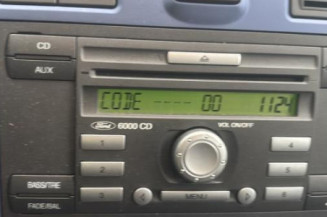 CD
AUX
CODE ---- 00 1124
Ford 6000 CD VOL ON/OFF
1
4
2
5
BASS/TRE
3
6
FADE/BAL
MENU